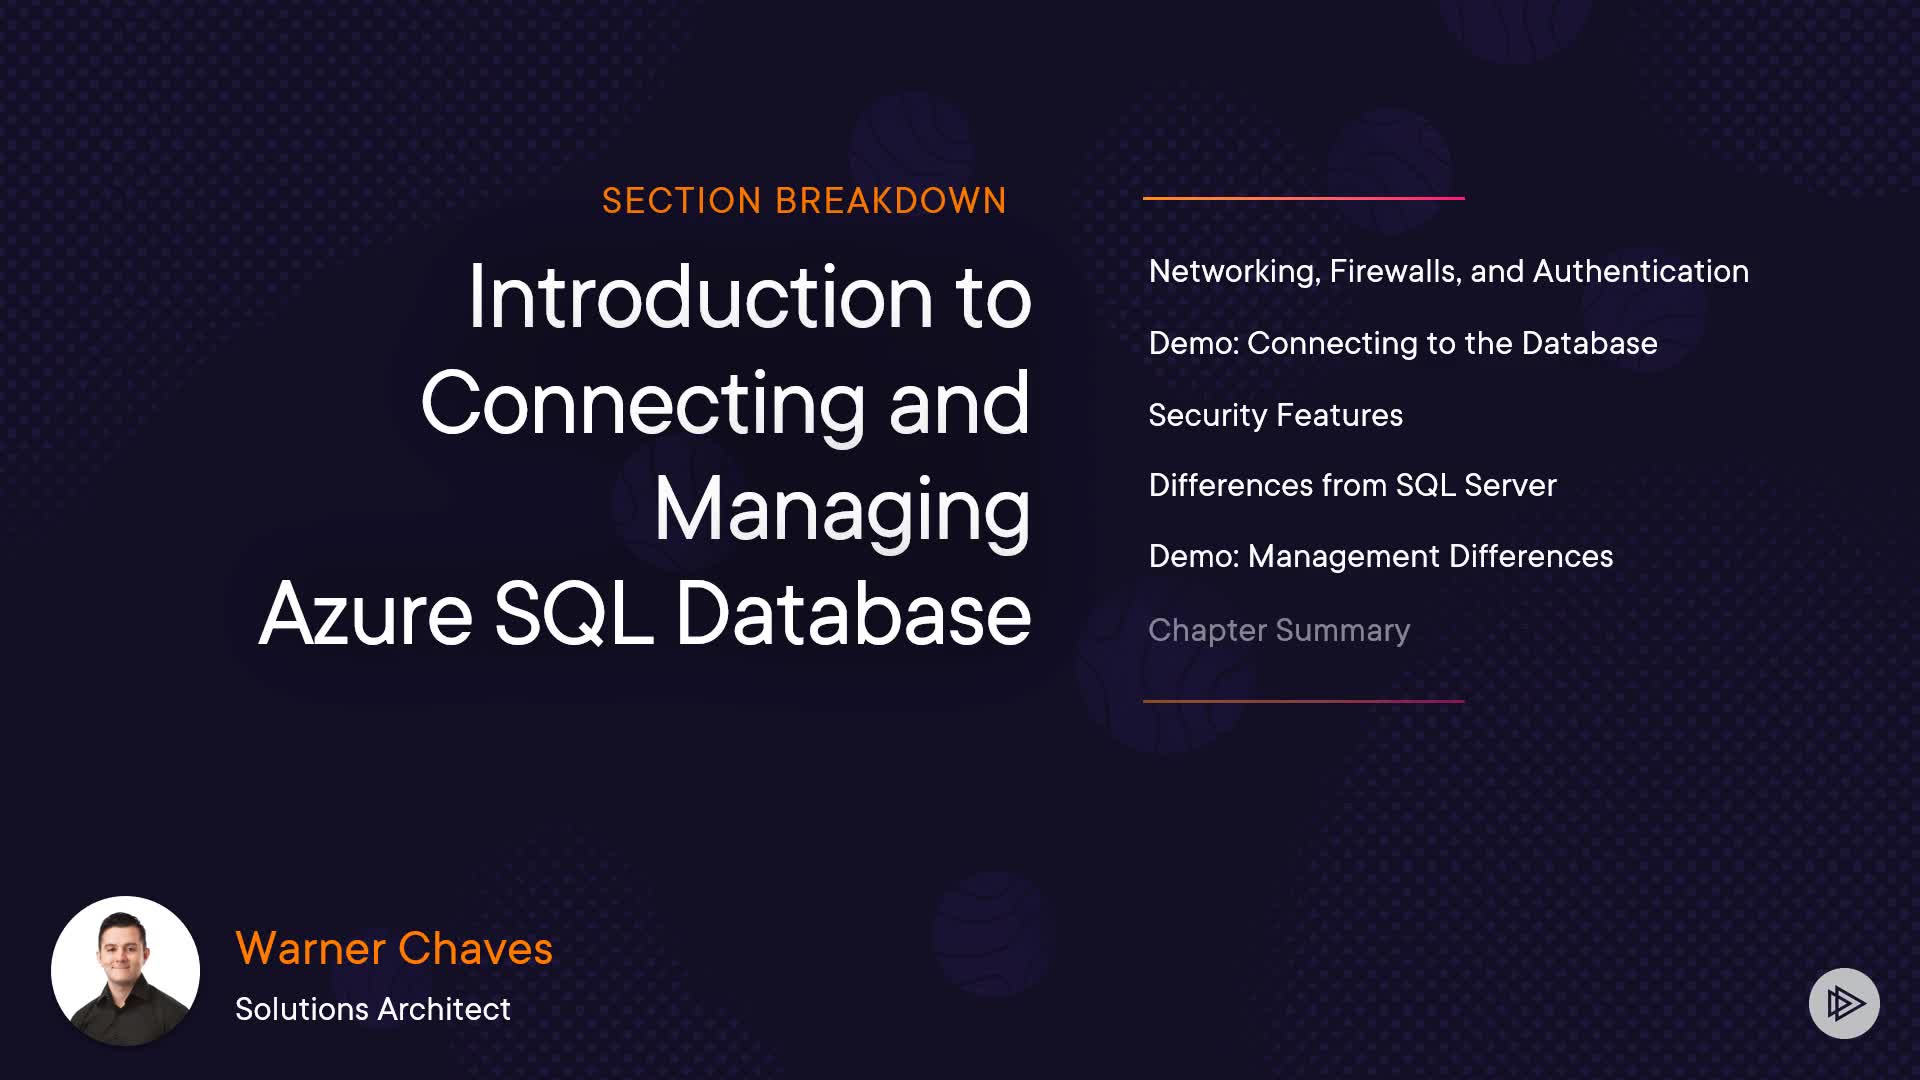 SECTION BREAKDOWN
Introduction to
Connecting and
Managing
Azure SQL Database
Networking, Firewalls, and Authentication
Demo: Connecting to the Database
Security Features
Differences from SQL Server
Demo: Management Differences
Chapter Summary
Warner Chaves
Solutions Architect